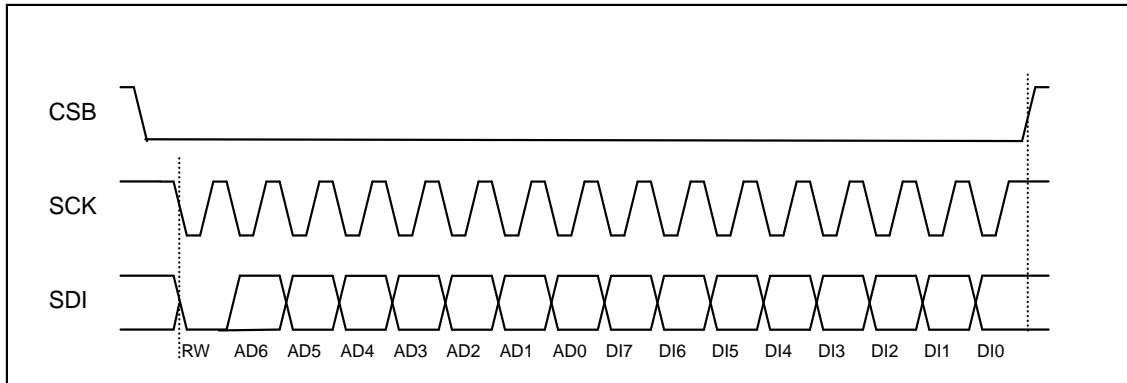 CSB
SCK
SDI
RW AD6 AD5 AD4 AD3 AD2 AD1 AD0 DI7 DI6 DI5 DI4 DI3 DI2 DI1 DI0